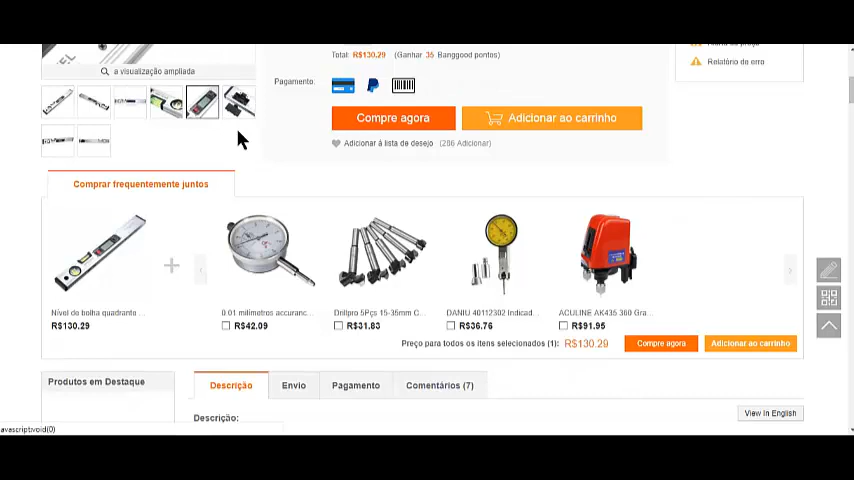 Total: R$130.29 (Ganhar 35 Banggood pontos)
Relatório de erro
a visualização ampliada
Pagamento:
Compre agora
Adicionar ao carrinho
Adicionar à lista de desejo (286 Adicionar)
Comprar frequentemente juntos
Nível de bolha quadranto ...
R$130.29
0 01 milímetros accuranc...
R$42.09
Drillpro 5Pçs 15-35mm C...
R$31.83
DANIU 40112302 Indicad...
R$36.76
ACULINE AK435 360 Gra...
R$91.95
Preço para todos os itens selecionados (1): R$130.29
Compre agora
Adicionar ao carrinho
Produtos em Destaque
Descrição
Envio
Pagamento
Comentários (7)
View in English
Descrição:
avascript:void(0)